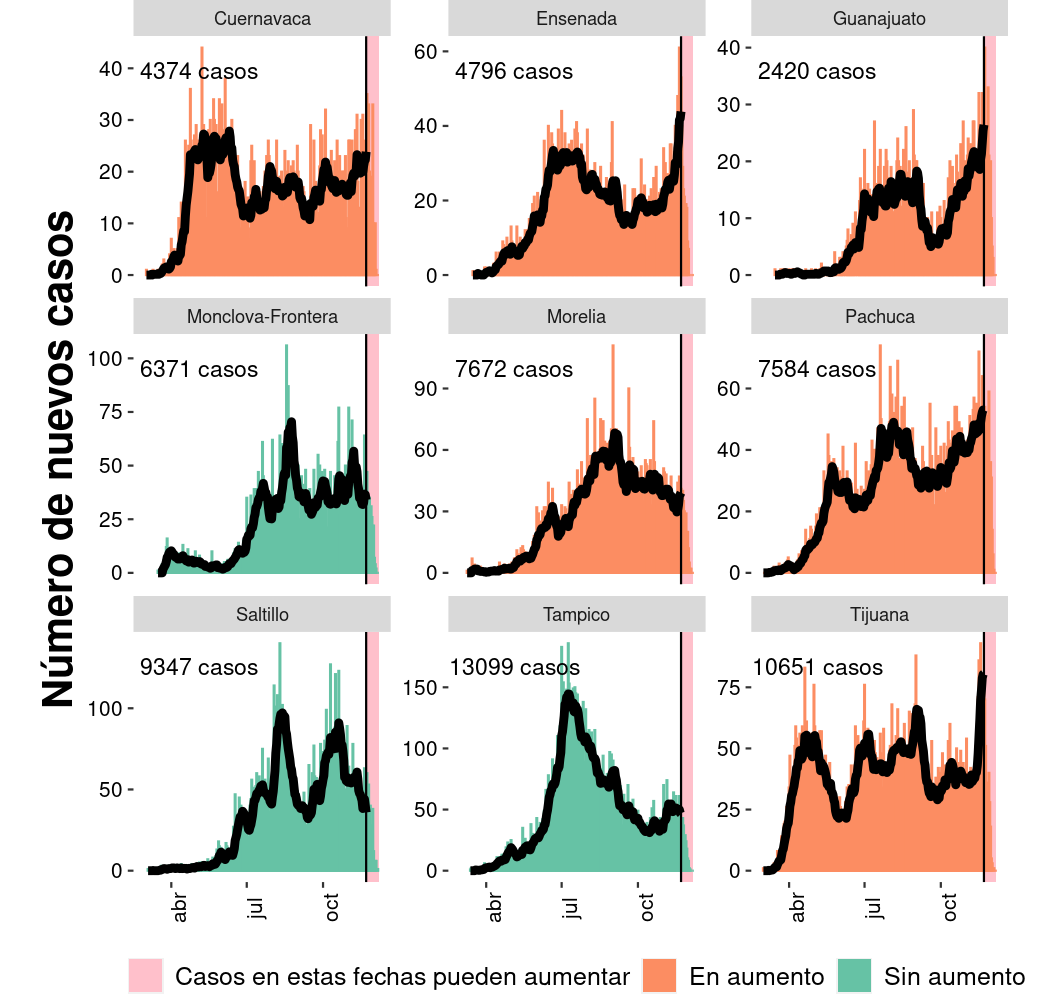 Número de nuevos casos
Cuernavaca
4374 casos
40
30
20
10
0
Ensenada
4796 casos
60
40
20
0
Guanajuato
2420 casos
40
30
20
10
0
Monclova-Frontera
6371 casos
100
75
50
25
0
Morelia
7672 casos
90
60
30
0
Pachuca
7584 casos
60
40
20
0
Saltillo
9347 casos
100
50
0
abr
jul
oct
Tampico
13099 casos
150
100
50
0
abr
jul
oct
Tijuana
10651 casos
75
50
25
0
abr
jul
oct
Casos en estas fechas pueden aumentar
En aumento
Sin aumento